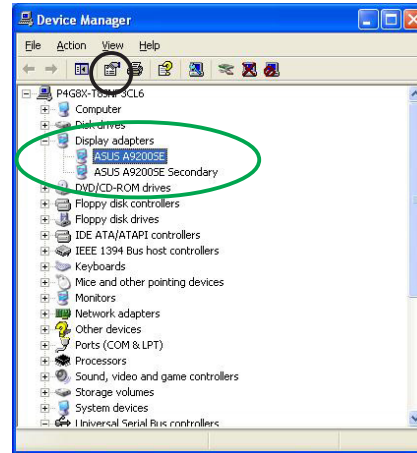 Device Manager
File Action View Help
Computer
Disk drives
Display adapters
ASUS A9200SE
ASUS A9200SE Secondary
DVD/CD-ROM drives
Floppy disk controllers
Floppy disk drives
IDE ATA/ATAPI controllers
IEEE 1394 Bus host controllers
Keyboards
Mice and other pointing devices
Monitors
Network adapters
Other devices
Ports (COM & LPT)
Processors
Sound, video and game controllers
Storage volumes
System devices
Universal Serial Bus controllers